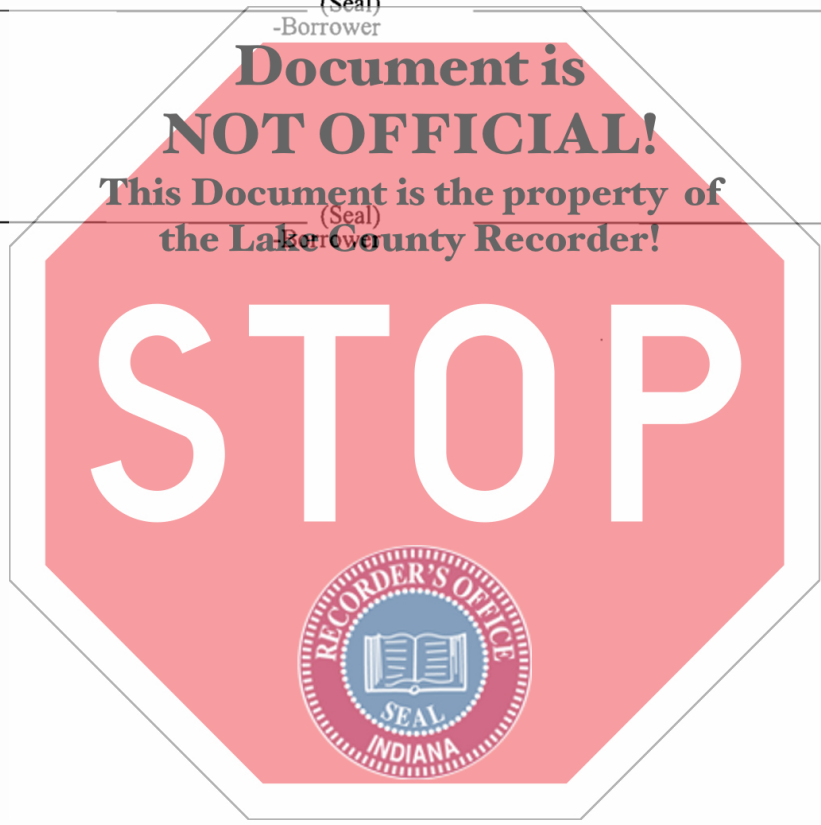 (Seal)
-Borrower
Document is
NOT OFFICIAL!
This Document is the property of
(Seal)
the Lake County Recorder!
-Borrower
STOP
RECORDER'S OFFICE
SEAL
INDIANA